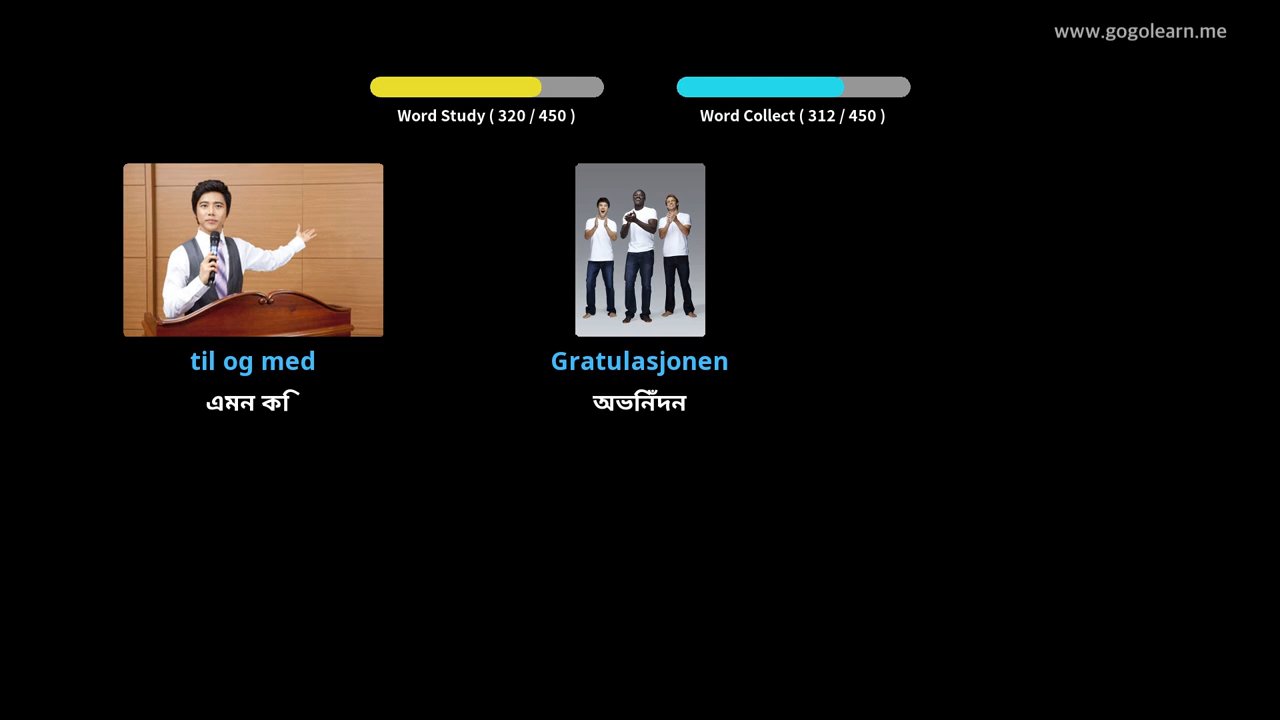 www.gogolearn.me
Word Study ( 320 / 450 )
Word Collect ( 312 / 450 )
til og med
Gratulasjonen
এমন কি
অভিনন্দন